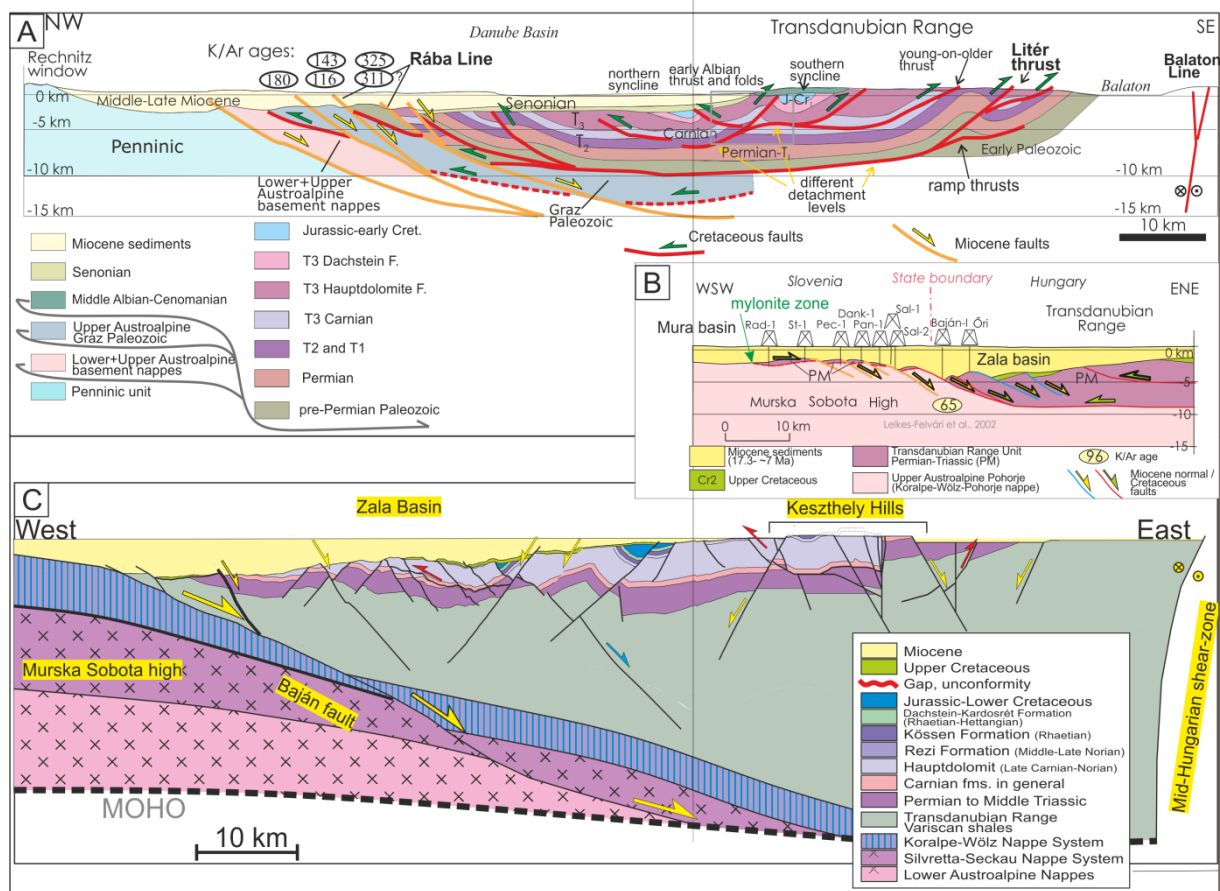 A
NW
Danube Basin
Transdanubian Range
SE
Rechnitz
window
K/Ar ages:
143
325
180
116
311
?
Rába Line
northern
syncline
early Albian
thrust and folds
southern
syncline
young-on-older
thrust
Litér
thrust
Balaton
Balaton
Line
0 km
-5 km
-10 km
-15 km
Middle-Late Miocene
Senonian
J-Cr1
T3
Carnian
T2
Permian-T1
Early Paleozoic
Penninic
Lower+Upper
Austroalpine
basement nappes
Graz
Paleozoic
different
detachment
levels
ramp thrusts
0 km
-5 km
-10 km
-15 km
10 km
Cretaceous faults
Miocene faults
Miocene sediments
Senonian
Middle Albian-Cenomanian
Upper Austroalpine
Graz Paleozoic
Lower+Upper Austroalpine
basement nappes
Penninic unit
Jurassic-early Cret.
T3 Dachstein F.
T3 Hauptdolomite F.
T3 Carnian
T2 and T1
Permian
pre-Permian Paleozoic
B
WSW
Slovenia
State boundary
Hungary
ENE
mylonite zone
Mura basin
Rad-1
St-1
Pec-1
Dank-1
Pan-1
Sal-1
Sal-2
Baján-I
Őri
Transdanubian
Range
Zala basin
0 km
-5
-10
-15
PM
PM
Murska Sobota High
65
Lelkes-Felvári et al., 2002
0 10 km
Miocene sediments
(17.3- ~7 Ma)
Cr2
Upper Cretaceous
Transdanubian Range Unit
Permian-Triassic (PM)
Upper Austroalpine Pohorje
(Koralpe-Wölz-Pohorje nappe)
96
K/Ar age
Miocene normal /
Cretaceous
faults
C
West
Zala Basin
Keszthely Hills
East
Murska Sobota high
Baján fault
MOHO
10 km
Mid-Hungarian shear-zone
Miocene
Upper Cretaceous
Gap, unconformity
Jurassic-Lower Cretaceous
Dachstein-Kardosrét Formation
(Rhaetian-Hettangian)
Kössen Formation (Rhaetian)
Rezi Formation (Middle-Late Norian)
Hauptdolomit (Late Carnian-Norian)
Carnian fms. in general
Permian to Middle Triassic
Transdanubian Range
Variscan shales
Koralpe-Wölz Nappe System
Silvretta-Seckau Nappe System
Lower Austroalpine Nappes